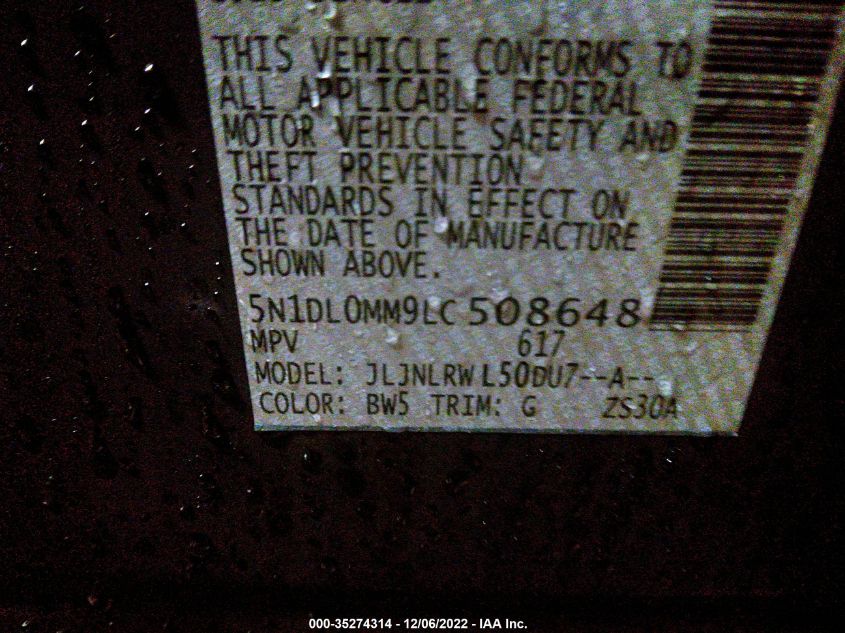 THIS VEHICLE CONFORMS TO
ALL APPLICABLE FEDERAL
MOTOR VEHICLE SAFETY AND
THEFT PREVENTION
STANDARDS IN EFFECT ON
THE DATE OF MANUFACTURE
SHOWN ABOVE.
5N1DL0MM9LC508648
MPV 617
MODEL: JLJNLRWL50DU7--A--
COLOR: BW5 TRIM: G ZS30A
000-35274314 - 12/06/2022 - IAA Inc.